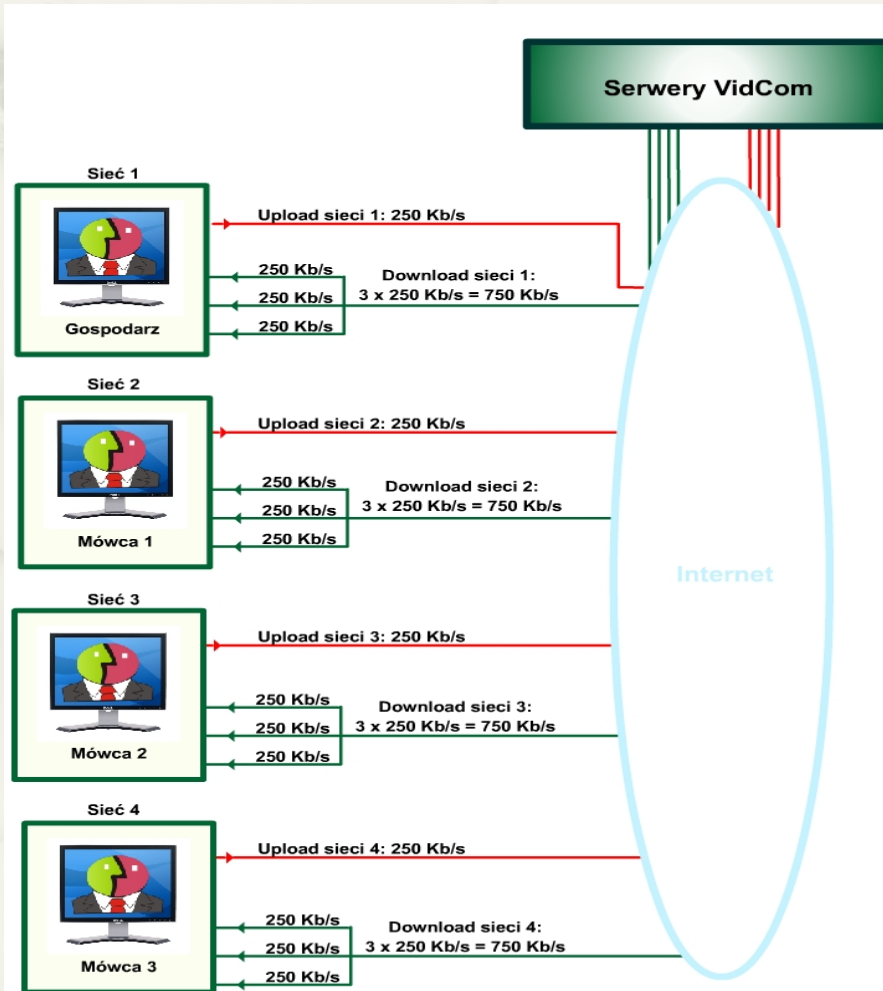 Serwery VidCom
Sieć 1
Upload sieci 1: 250 Kb/s
250 Kb/s
Download sieci 1:
250 Kb/s
3 x 250 Kb/s = 750 Kb/s
250 Kb/s
Gospodarz
Sieć 2
Upload sieci 2: 250 Kb/s
250 Kb/s
Download sieci 2:
250 Kb/s
3 x 250 Kb/s = 750 Kb/s
250 Kb/s
Mówca 1
Internet
Sieć 3
Upload sieci 3: 250 Kb/s
250 Kb/s
Download sieci 3:
250 Kb/s
3 x 250 Kb/s = 750 Kb/s
250 Kb/s
Mówca 2
Sieć 4
Upload sieci 4: 250 Kb/s
250 Kb/s
Download sieci 4:
250 Kb/s
3 x 250 Kb/s = 750 Kb/s
250 Kb/s
Mówca 3